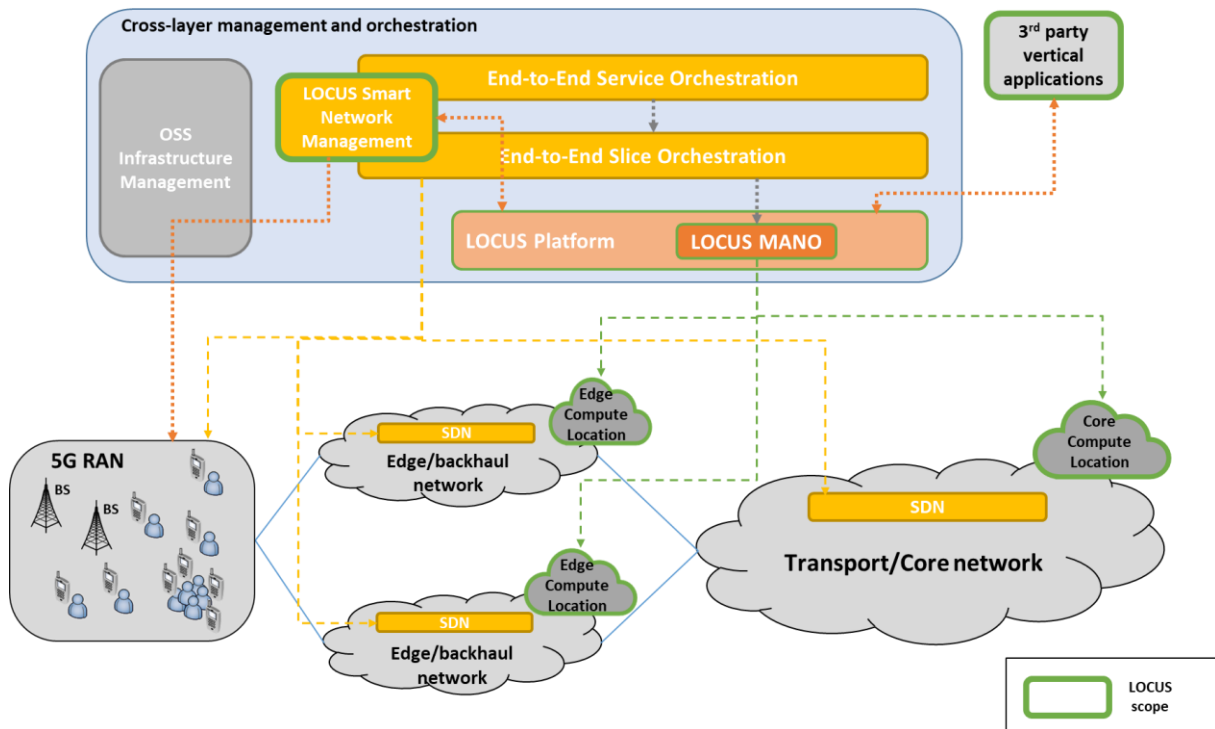 Cross-layer management and orchestration
3rd party
vertical
applications
End-to-End Service Orchestration
LOCUS Smart
Network
Management
OSS
Infrastructure
Management
End-to-End Slice Orchestration
LOCUS Platform
LOCUS MANO
Edge
Compute
Location
Core
Compute
Location
5G RAN
BS
BS
SDN
Edge/backhaul
network
SDN
Transport/Core network
Edge
Compute
Location
SDN
Edge/backhaul
network
LOCUS
scope